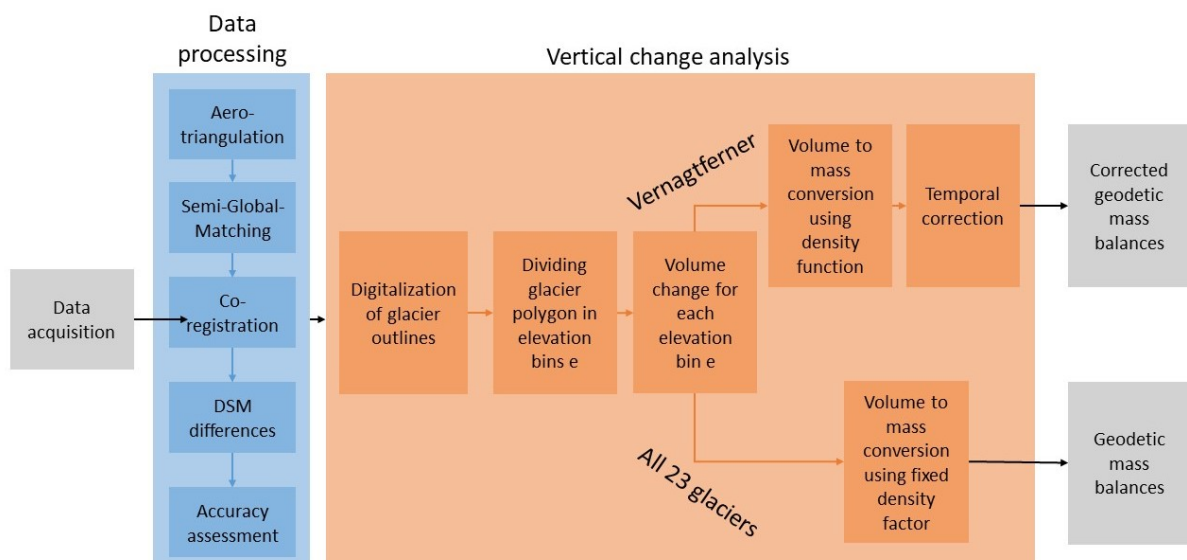 Data
processing
Vertical change analysis
Data
acquisition
Aero-
triangulation
Semi-Global-
Matching
Co-
registration
DSM
differences
Accuracy
assessment
Digitalization
of glacier
outlines
Dividing
glacier
polygon in
elevation
bins e
Volume
change for
each
elevation
bin e
Vernagtferner
Volume to
mass
conversion
using
density
function
Temporal
correction
Corrected
geodetic
mass
balances
All 23 glaciers
Volume to
mass
conversion
using fixed
density
factor
Geodetic
mass
balances